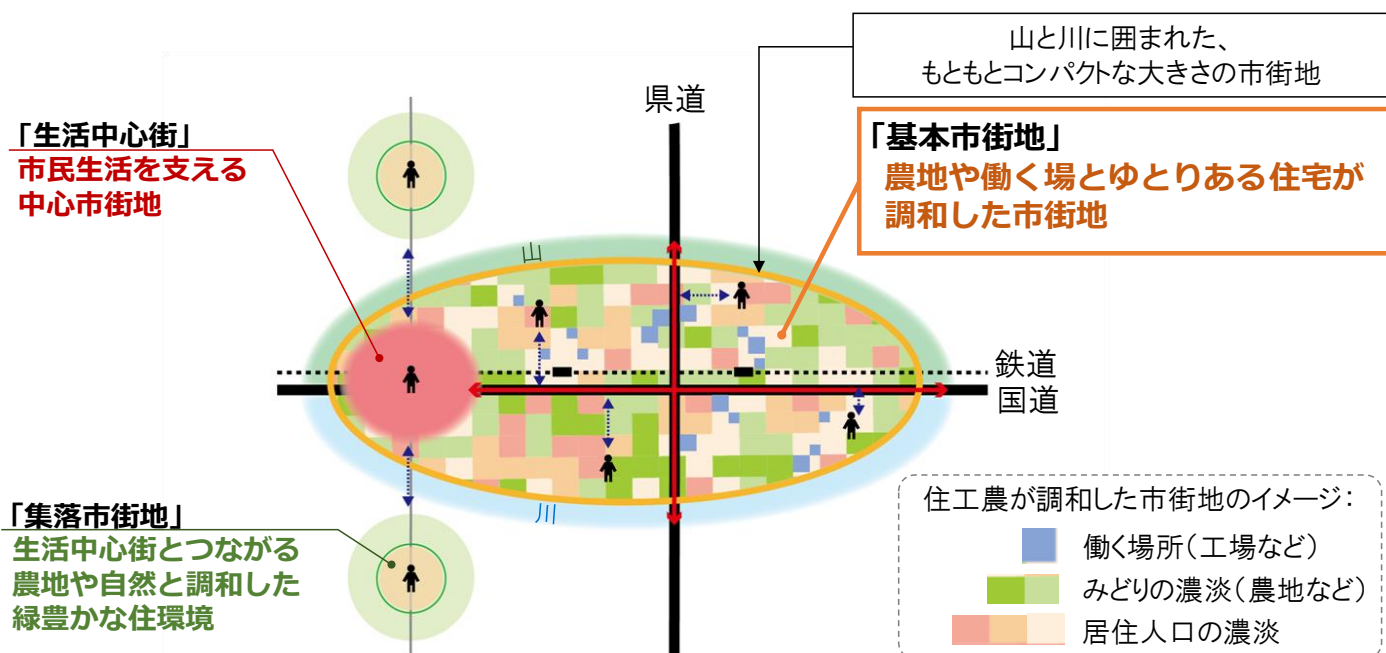 山と川に囲まれた、
もともとコンパクトな大きさの市街地
県道
「生活中心街」
市民生活を支える
中心市街地
「基本市街地」
農地や働く場とゆとりある住宅が
調和した市街地
山
鉄道
国道
川
「集落市街地」
生活中心街とつながる
農地や自然と調和した
緑豊かな住環境
住工農が調和した市街地のイメージ:
働く場所(工場など)
みどりの濃淡(農地など)
居住人口の濃淡